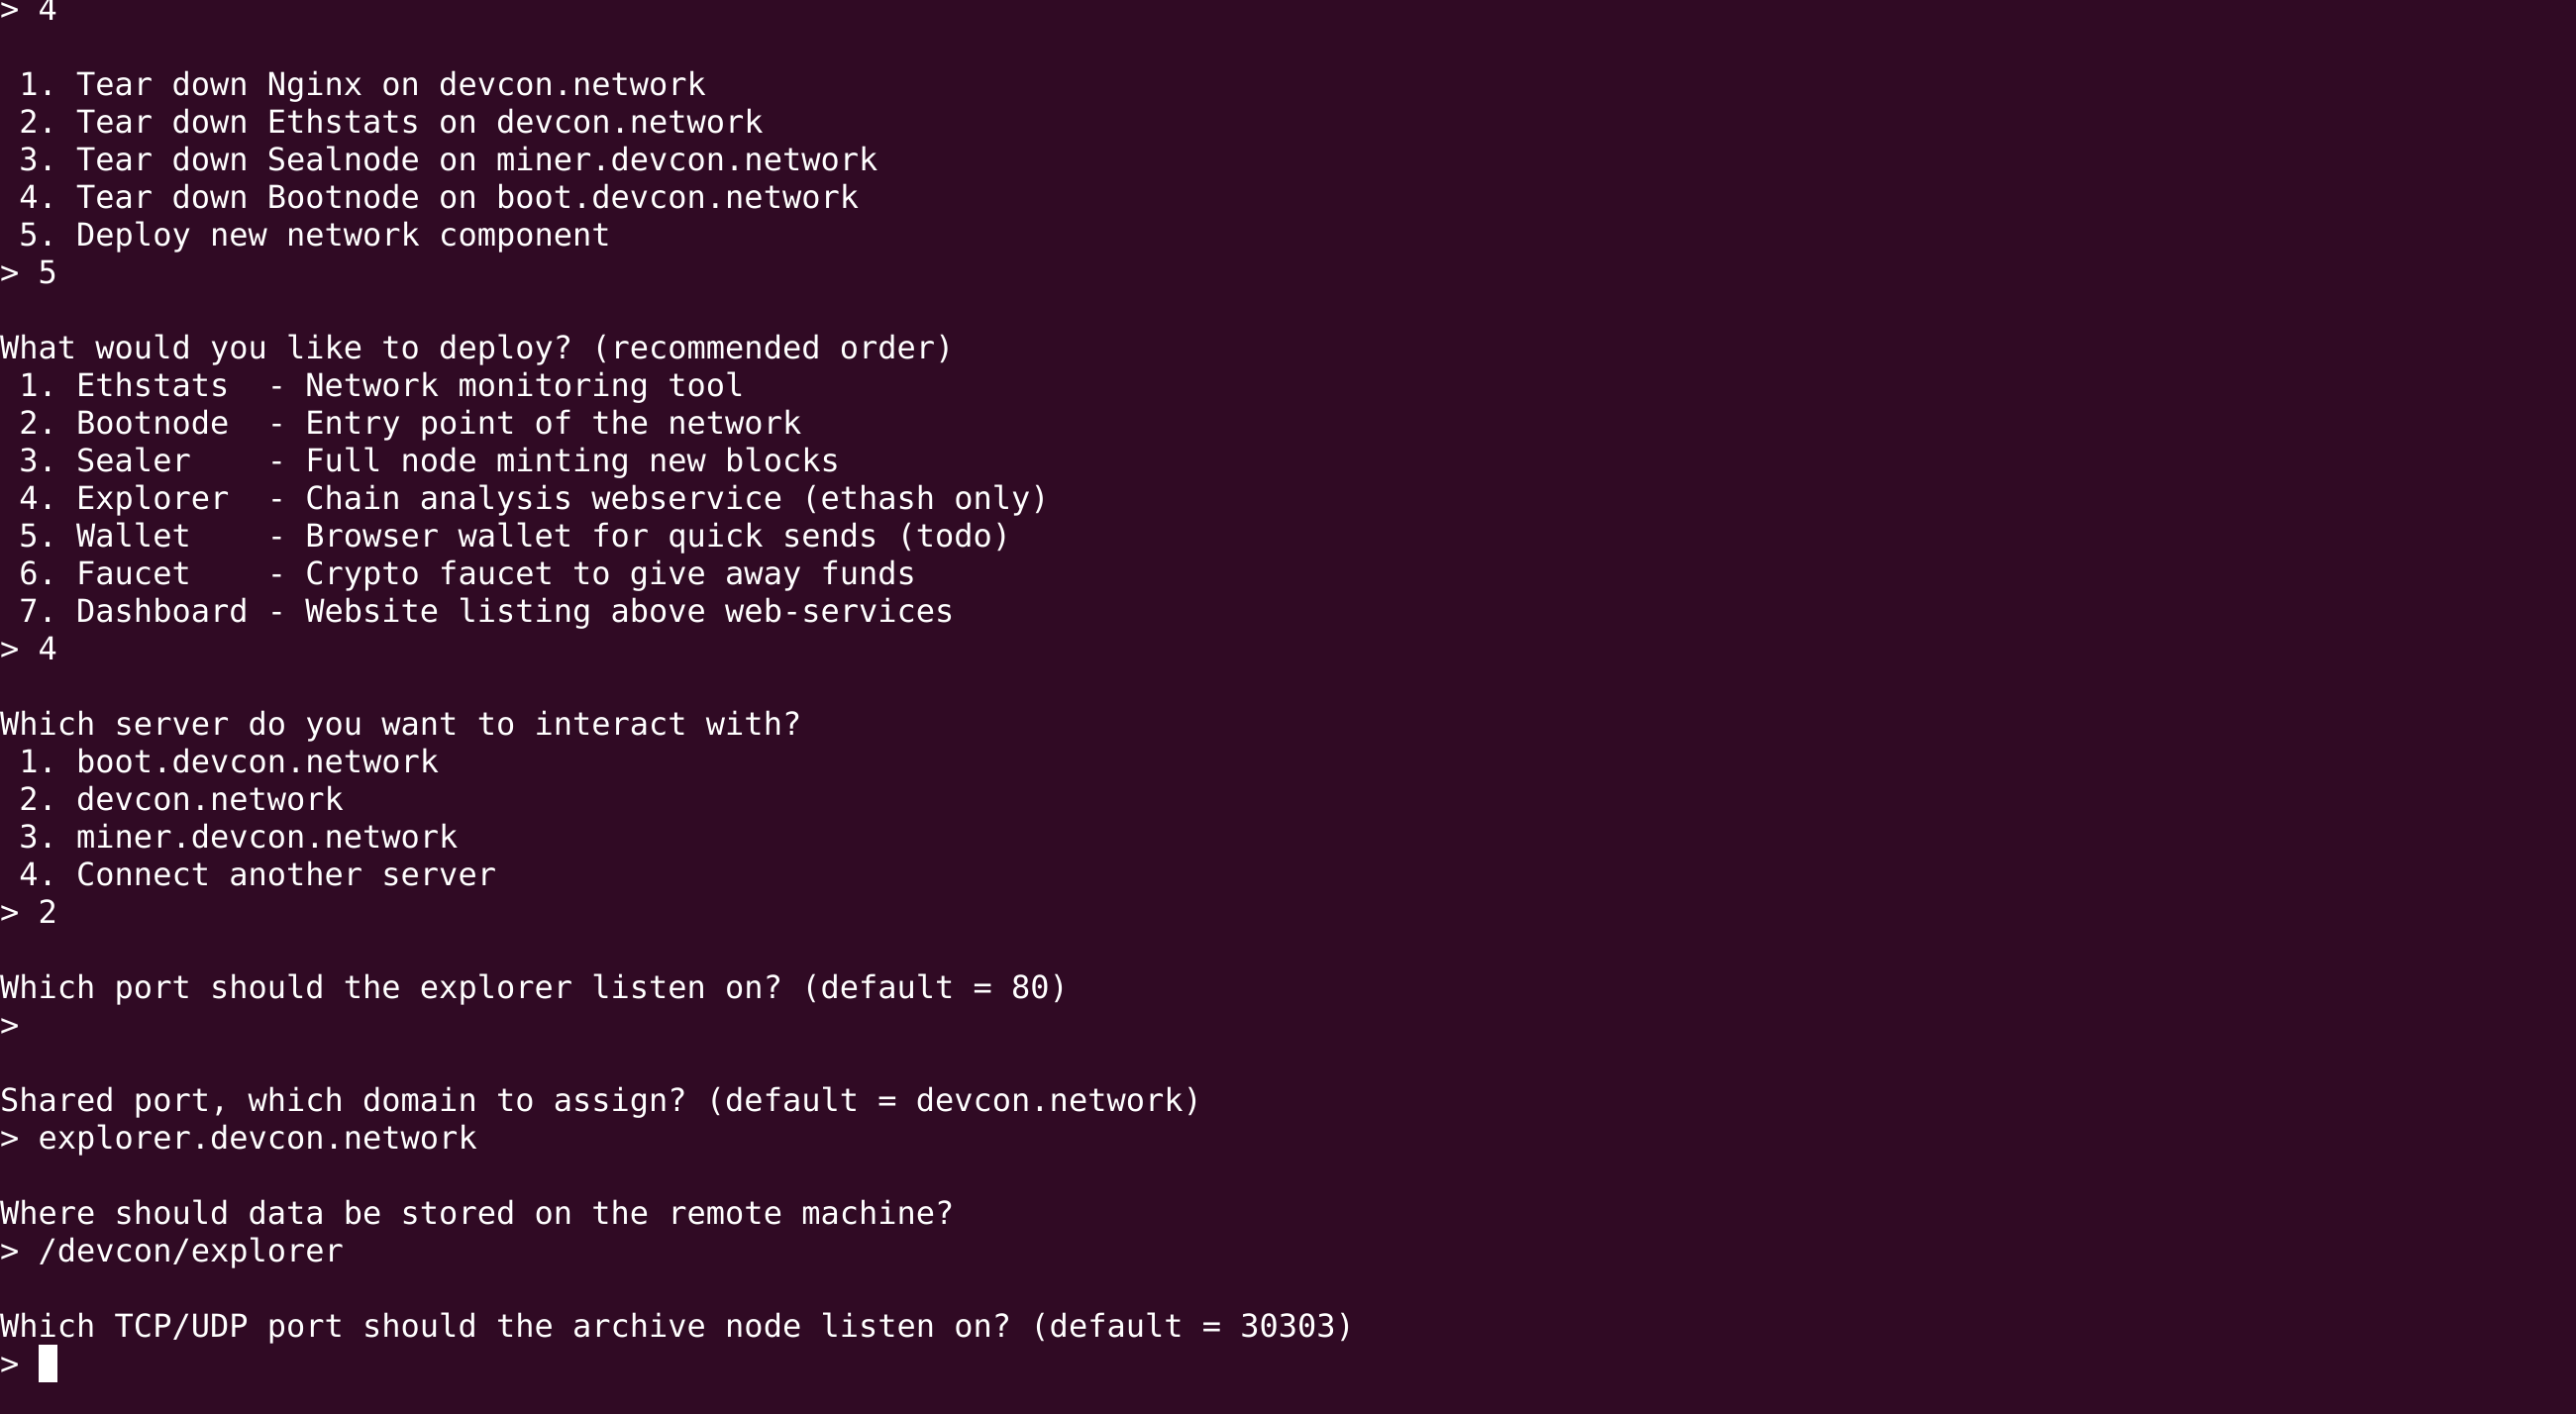 > 4
1. Tear down Nginx on devcon.network
2. Tear down Ethstats on devcon.network
3. Tear down Sealnode on miner.devcon.network
4. Tear down Bootnode on boot.devcon.network
5. Deploy new network component
> 5
What would you like to deploy? (recommended order)
1. Ethstats  - Network monitoring tool
2. Bootnode  - Entry point of the network
3. Sealer    - Full node minting new blocks
4. Explorer  - Chain analysis webservice (ethash only)
5. Wallet    - Browser wallet for quick sends (todo)
6. Faucet    - Crypto faucet to give away funds
7. Dashboard - Website listing above web-services
> 4
Which server do you want to interact with?
1. boot.devcon.network
2. devcon.network
3. miner.devcon.network
4. Connect another server
> 2
Which port should the explorer listen on? (default = 80)
>
Shared port, which domain to assign? (default = devcon.network)
> explorer.devcon.network
Where should data be stored on the remote machine?
> /devcon/explorer
Which TCP/UDP port should the archive node listen on? (default = 30303)
>